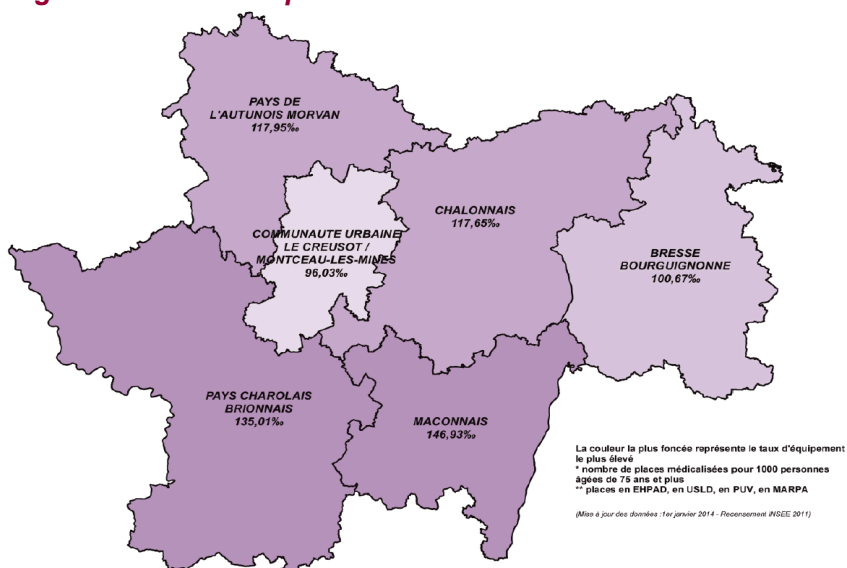 PAYS DE
L'AUTUNOIS MORVAN
117,95‰
CHALONNAIS
117,65‰
COMMUNAUTE URBAINE
LE CREUSOT /
MONTCEAU-LES-MINES
96,03‰
BRESSE
BOURGUIGNONNE
100,67‰
PAYS CHAROLAIS
BRIONNAIS
135,01‰
MACONNAIS
146,93‰
La couleur la plus foncée représente le taux d'équipement
le plus élevé
* nombre de places médicalisées pour 1000 personnes
âgées de 75 ans et plus
** places en EHPAD, en USLD, en PUV, en MARPA
(Mise à jour des données :1er janvier 2014 - Recensement INSEE 2011)